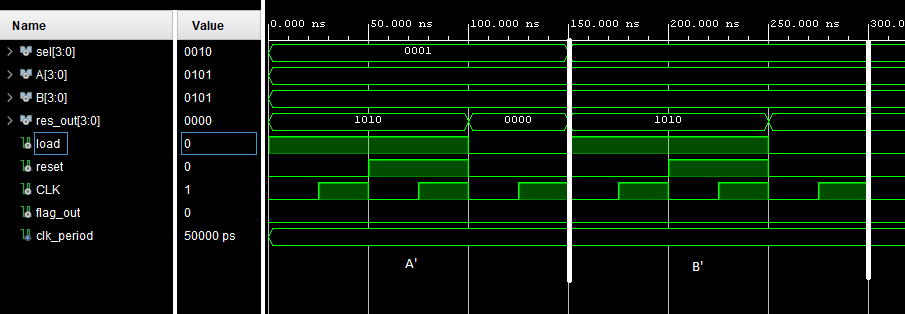 Name Value
0.000 ns 50.000 ns 100.000 ns 150.000 ns 200.000 ns 250.000 ns 300.0
sel[3:0] 0010 0001
A[3:0] 0101
B[3:0] 0101
res_out[3:0] 0000 1010 0000 1010
load 0
reset 0
CLK 1
flag_out 0
clk_period 50000 ps
A' B'